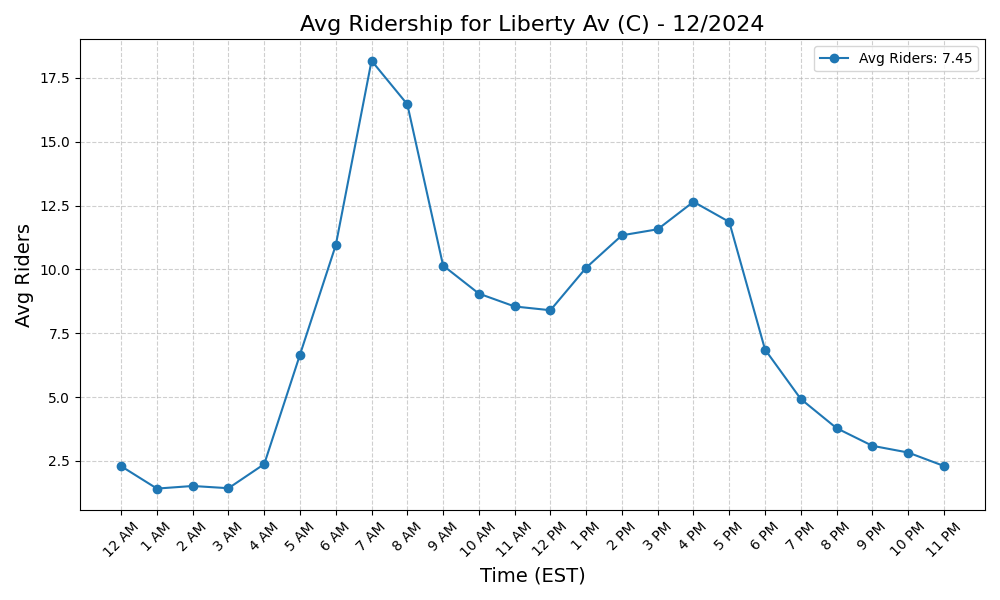 Avg Ridership for Liberty Av (C) - 12/2024
Avg Riders: 7.45
Avg Riders
17.5
15.0
12.5
10.0
7.5
5.0
2.5
12 AM
1 AM
2 AM
3 AM
4 AM
5 AM
6 AM
7 AM
8 AM
9 AM
10 AM
11 AM
12 PM
1 PM
2 PM
3 PM
4 PM
5 PM
6 PM
7 PM
8 PM
9 PM
10 PM
11 PM
Time (EST)